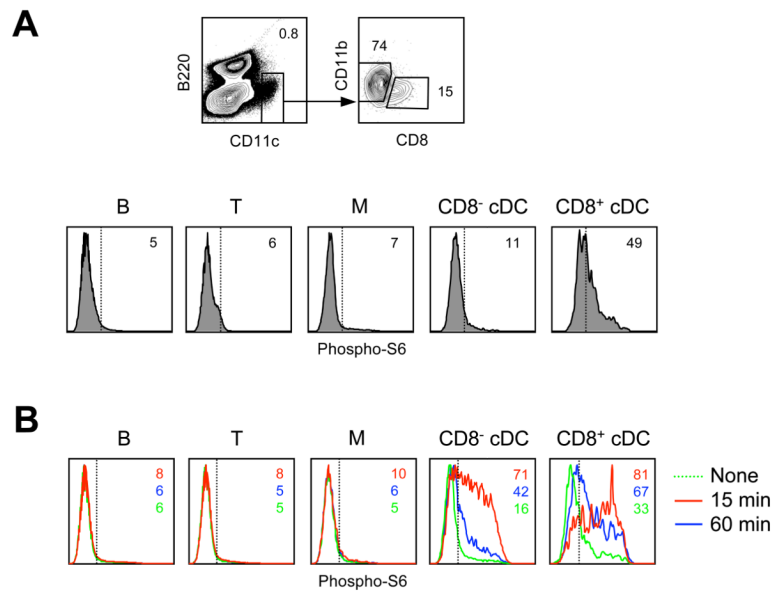 A
B220
0.8
CD11c
CD11b
74
15
CD8
B T M CD8⁻ cDC CD8⁺ cDC
5 6 7 11 49
Phospho-S6
B
B T M CD8⁻ cDC CD8⁺ cDC
8 8 10 71 81
6 5 6 42 67
6 5 5 16 33
Phospho-S6
None
15 min
60 min